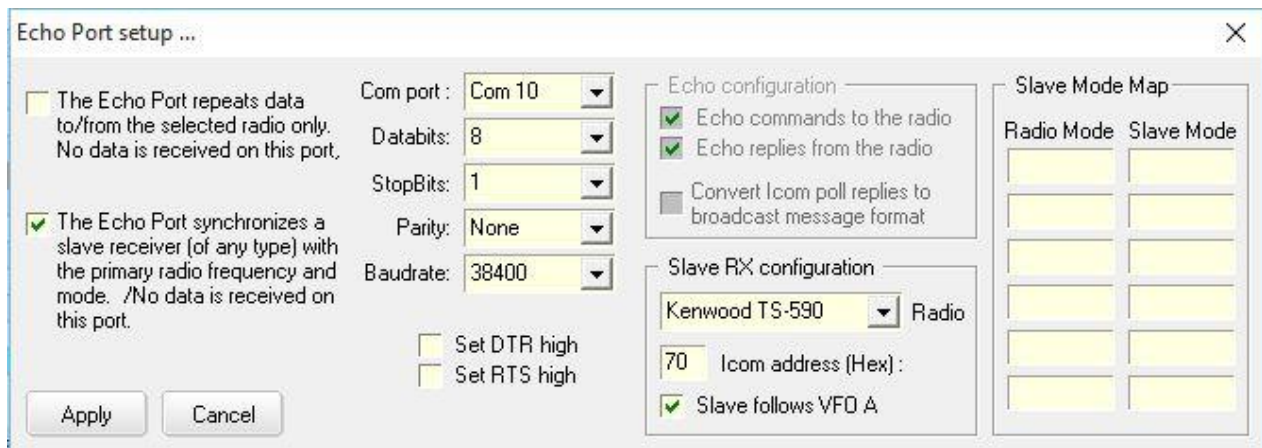 Echo Port setup ...
The Echo Port repeats data
to/from the selected radio only.
No data is received on this port,
The Echo Port synchronizes a
slave receiver (of any type) with
the primary radio frequency and
mode. /No data is received on
this port.
Apply
Cancel
Com port :
Com 10
Databits:
8
StopBits:
1
Parity:
None
Baudrate:
38400
Set DTR high
Set RTS high
Echo configuration
Echo commands to the radio
Echo replies from the radio
Convert Icom poll replies to
broadcast message format
Slave RX configuration
Kenwood TS-590
Radio
70
Icom address (Hex) :
Slave follows VFO A
Slave Mode Map
Radio Mode
Slave Mode